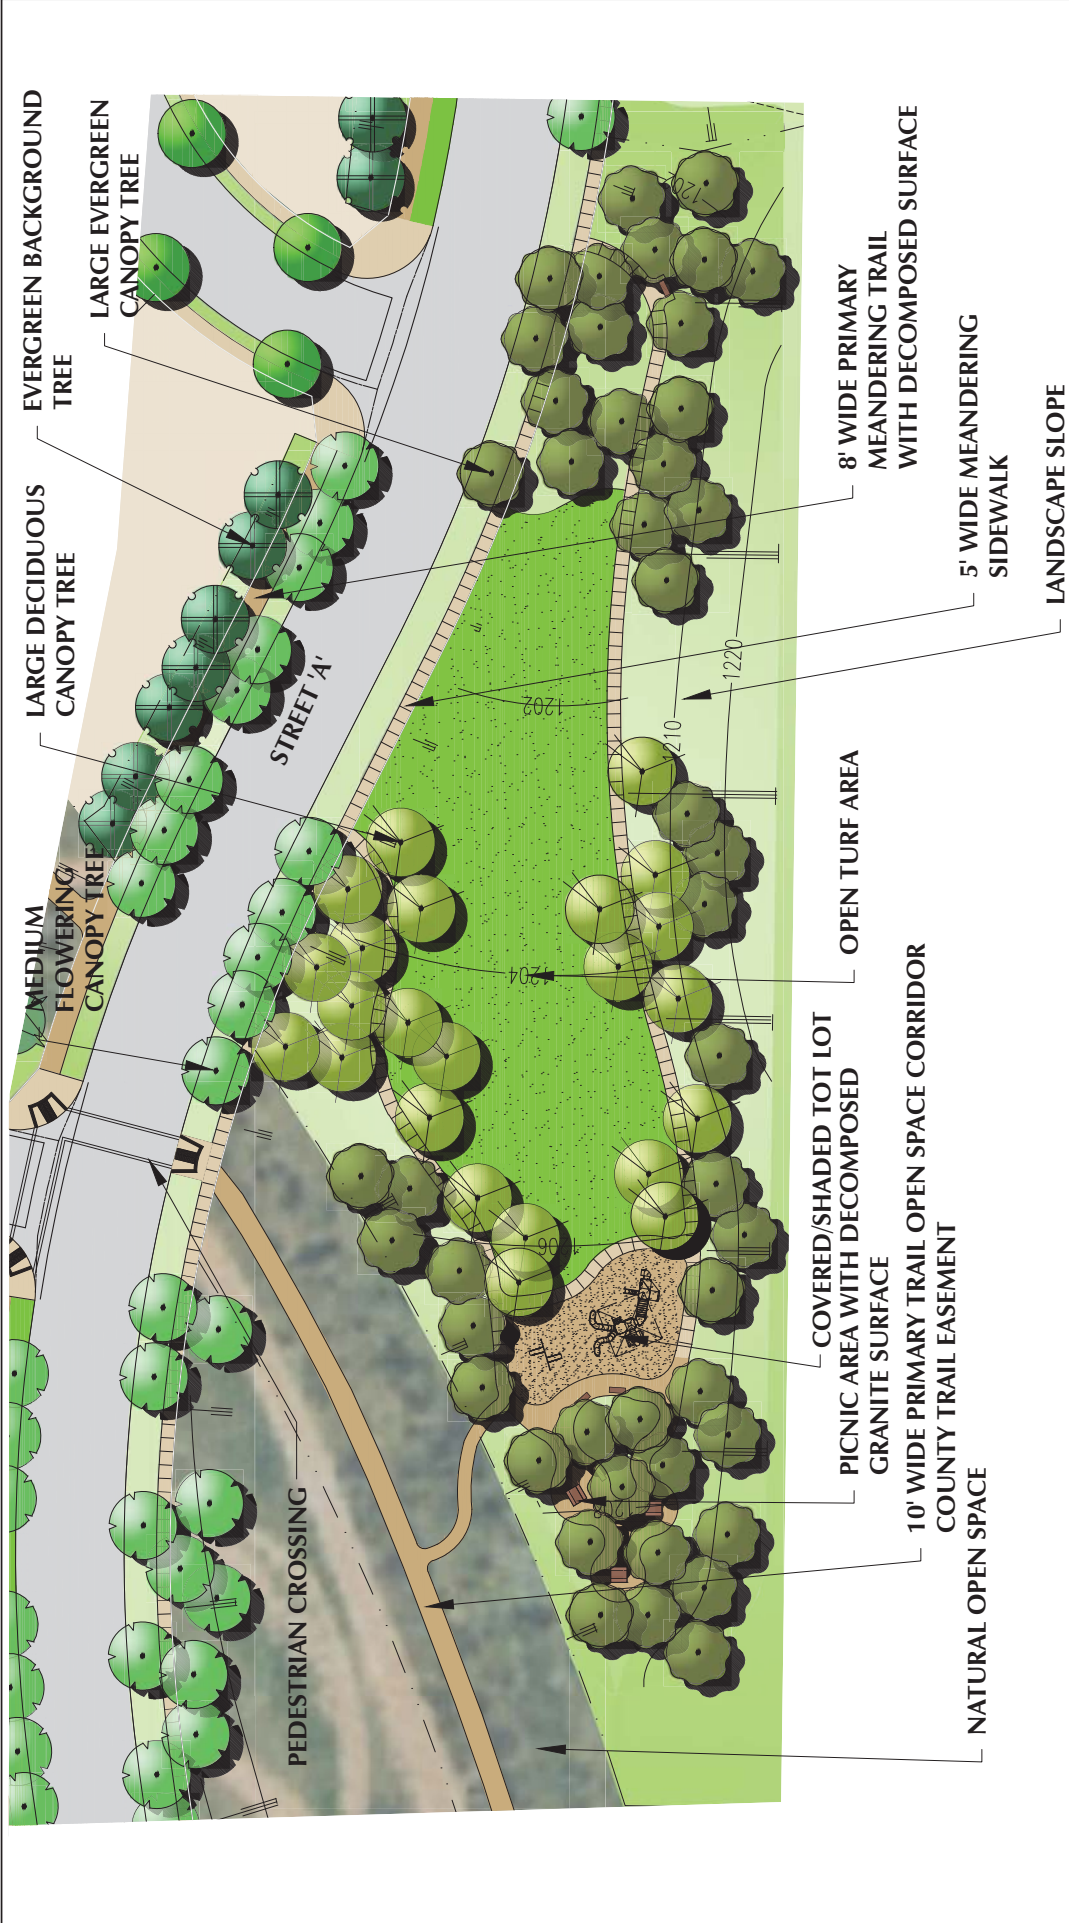 EVERGREEN BACKGROUND
TREE
LARGE EVERGREEN
CANOPY TREE
LARGE DECIDUOUS
CANOPY TREE
MEDIUM
FLOWERING
CANOPY TREE
STREET 'A'
PEDESTRIAN CROSSING
1202
1204
1206
1210
1220
8' WIDE PRIMARY
MEANDERING TRAIL
WITH DECOMPOSED SURFACE
5' WIDE MEANDERING
SIDEWALK
LANDSCAPE SLOPE
OPEN TURF AREA
COVERED/SHADED TOT LOT
PICNIC AREA WITH DECOMPOSED
GRANITE SURFACE
10' WIDE PRIMARY TRAIL OPEN SPACE CORRIDOR
COUNTY TRAIL EASEMENT
NATURAL OPEN SPACE